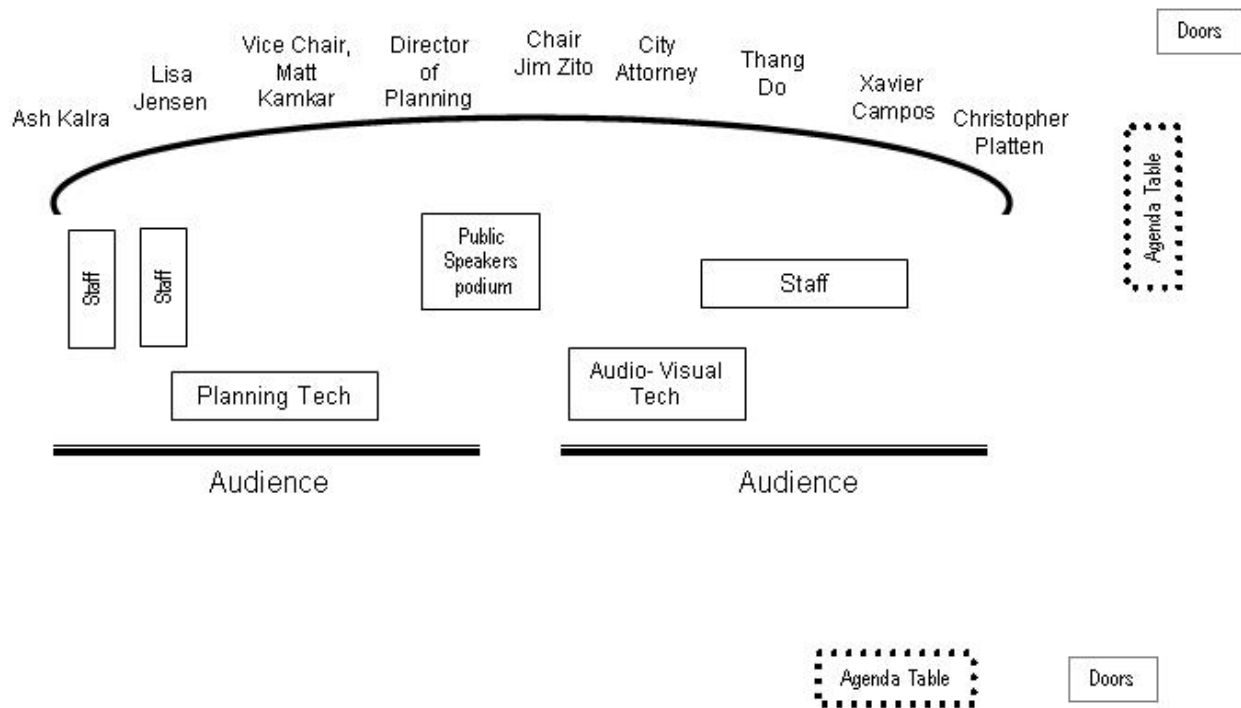 Doors
Ash Kalra
Lisa
Jensen
Vice Chair,
Matt
Kamkar
Director
of
Planning
Chair
Jim Zito
City
Attorney
Thang
Do
Xavier
Campos
Christopher
Platten
Agenda Table
Staff
Staff
Public
Speakers
podium
Staff
Planning Tech
Audio- Visual
Tech
Audience
Audience
Agenda Table
Doors